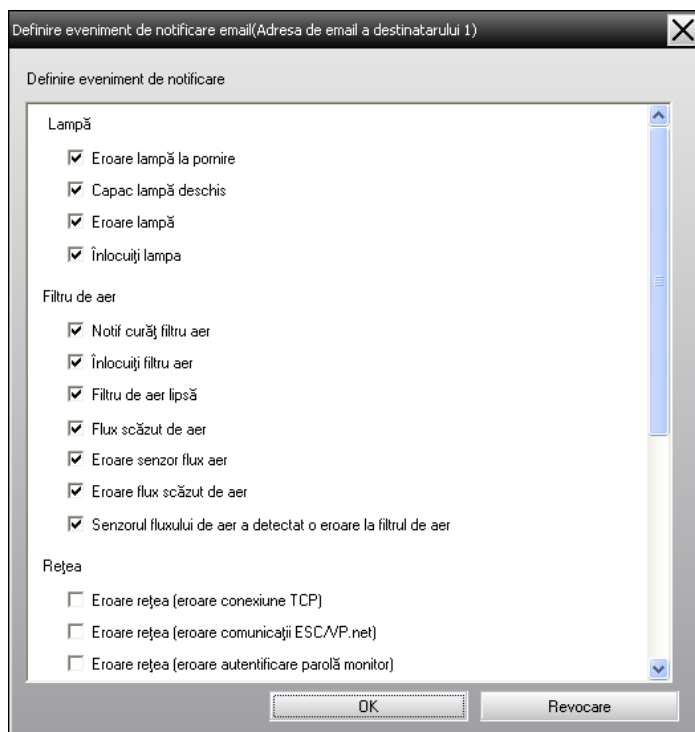 Definire eveniment de notificare email(Adresa de email a destinatarului 1)
Definire eveniment de notificare
Lampă
Eroare lampă la pornire
Capac lampă deschis
Eroare lampă
Înlocuiţi lampa
Filtru de aer
Notif curăţ filtru aer
Înlocuiţi filtru aer
Filtru de aer lipsă
Flux scăzut de aer
Eroare senzor flux aer
Eroare flux scăzut de aer
Senzorul fluxului de aer a detectat o eroare la filtrul de aer
Reţea
Eroare reţea (eroare conexiune TCP)
Eroare reţea (eroare comunicaţii ESC/VP.net)
Eroare reţea (eroare autentificare parolă monitor)
OK
Revocare